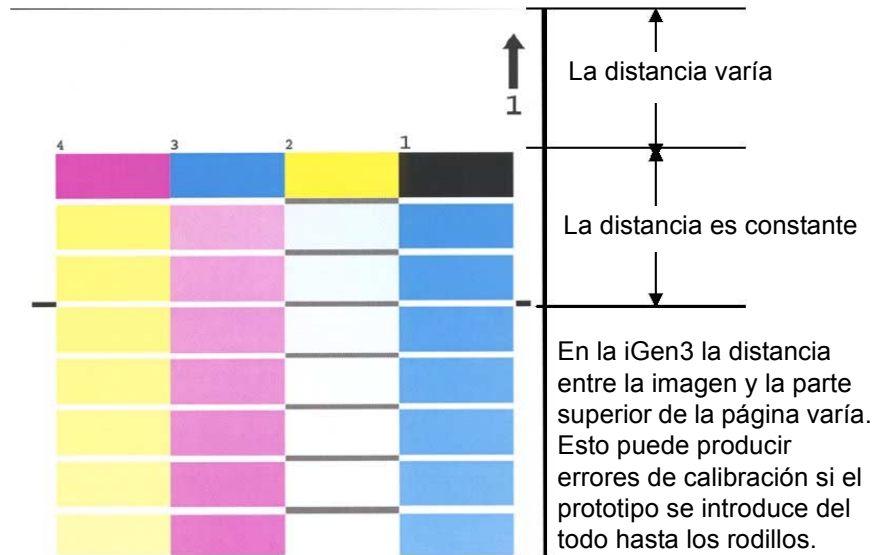 La distancia varía
1
4 3 2 1
La distancia es constante
En la iGen3 la distancia
entre la imagen y la parte
superior de la página varía.
Esto puede producir
errores de calibración si el
prototipo se introduce del
todo hasta los rodillos.